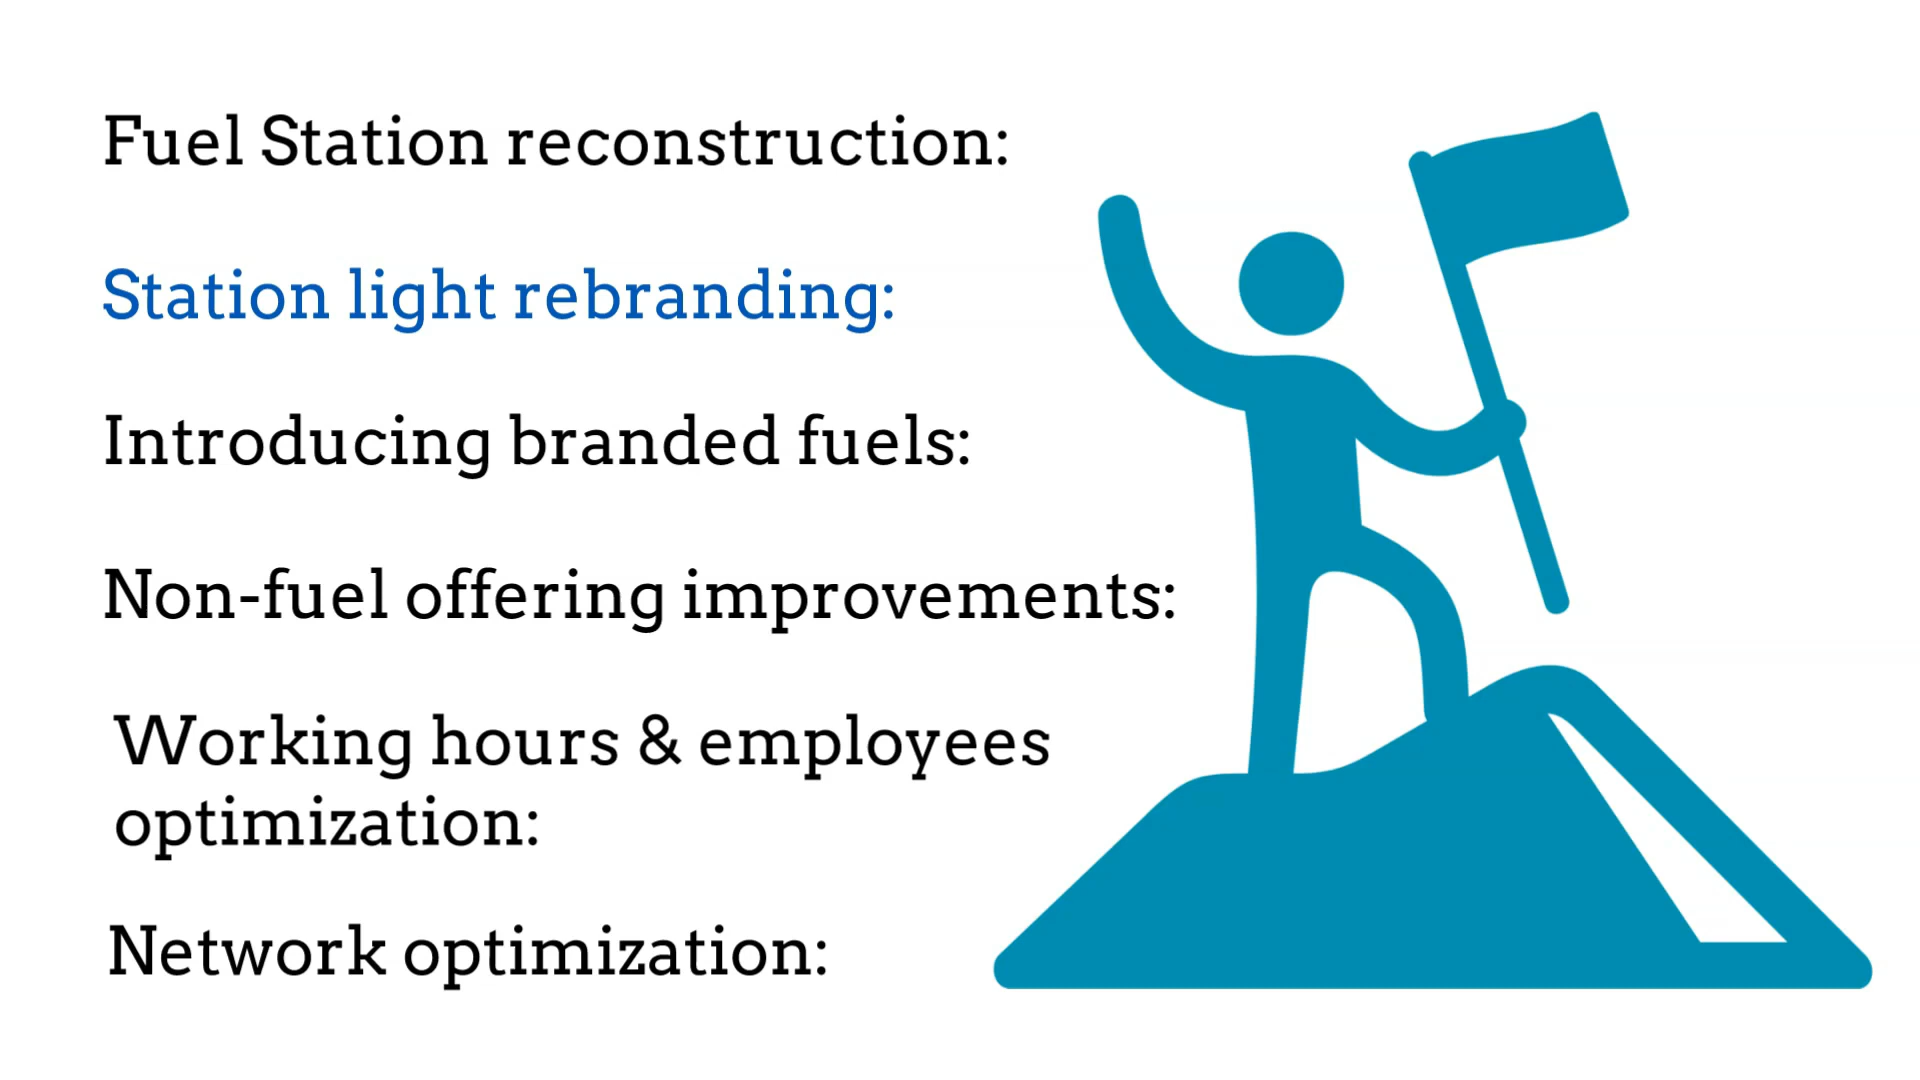 Fuel Station reconstruction:
Station light rebranding:
Introducing branded fuels:
Non-fuel offering improvements:
Working hours & employees
optimization:
Network optimization: